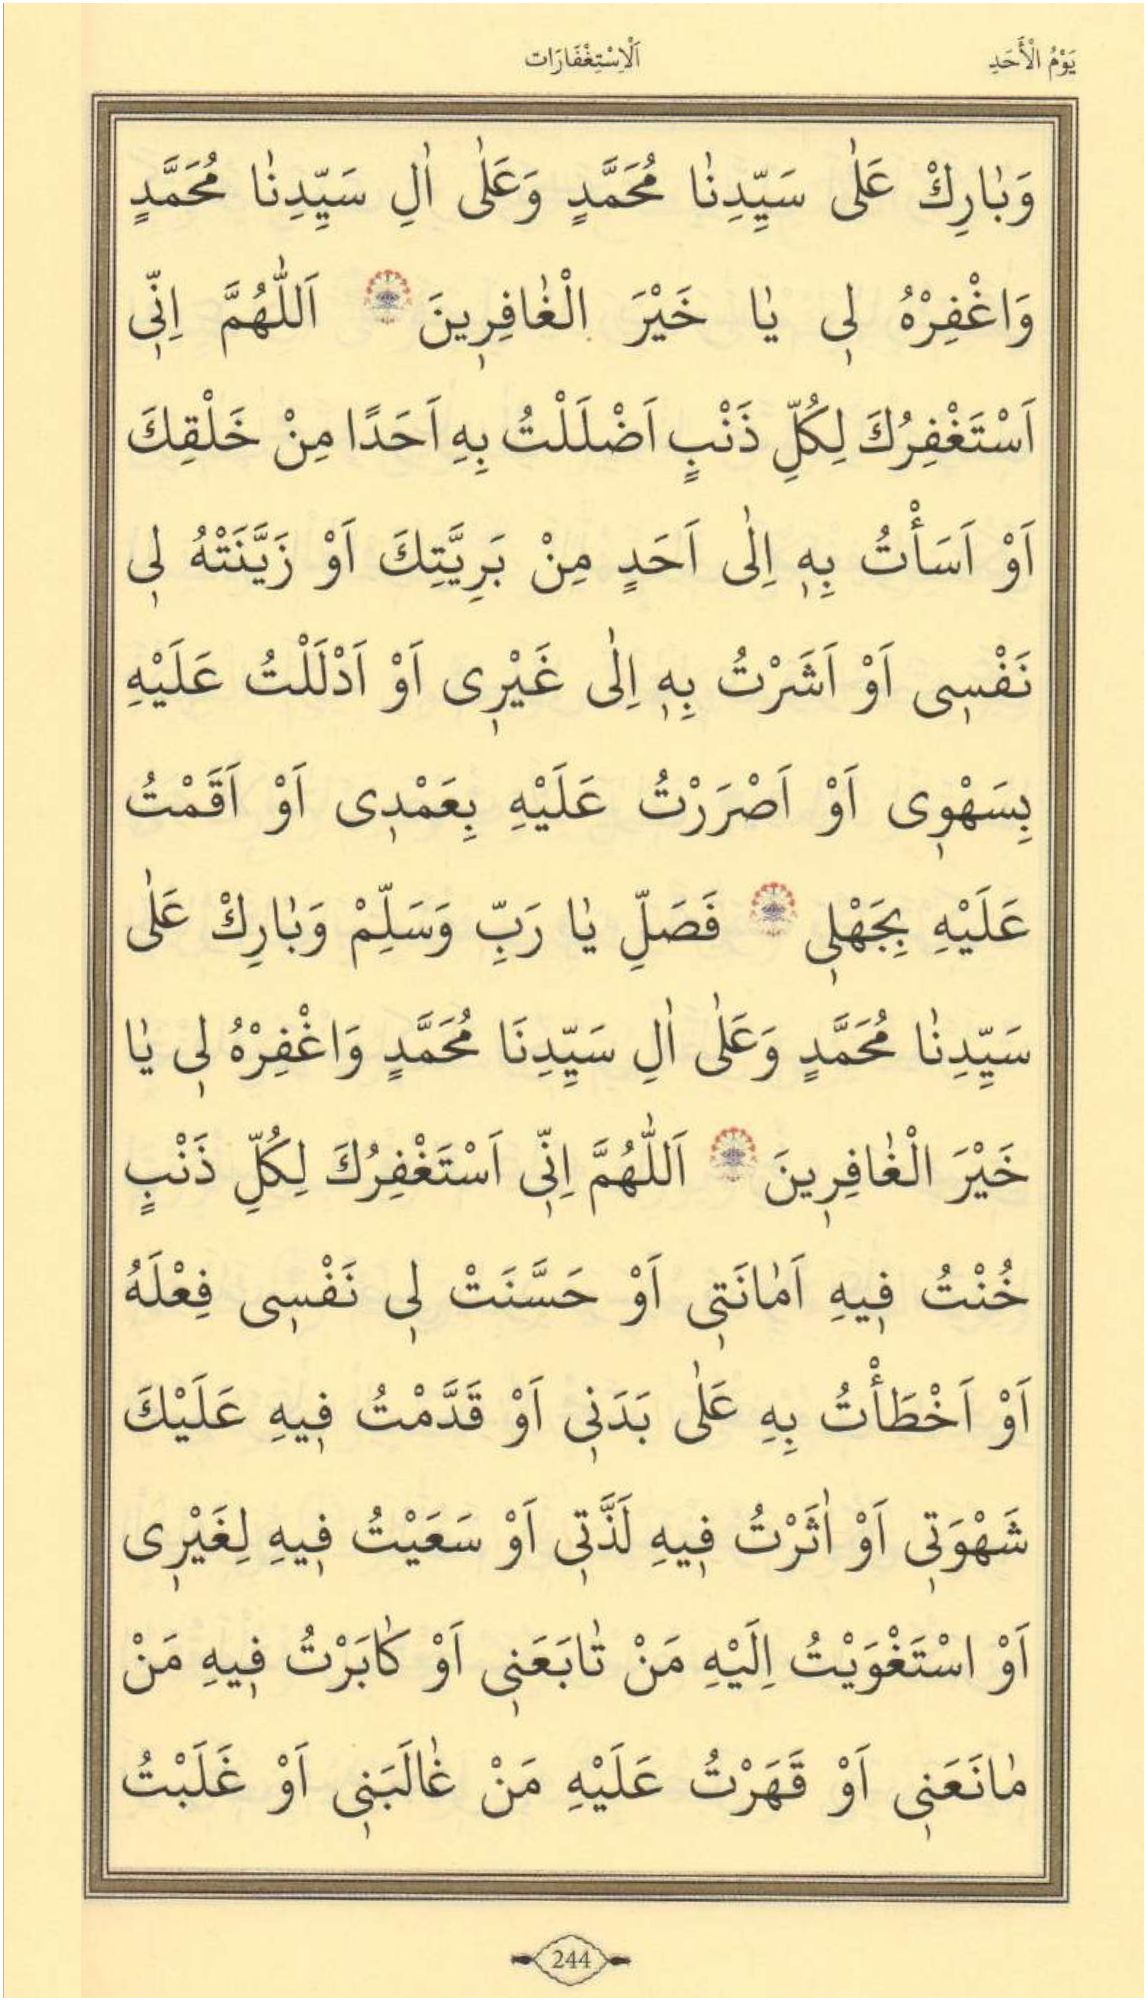 يَوْمُ الْأَحَدِ
اَلْاِسْتِغْفَارَات
وَبٰارِكْ عَلٰى سَيِّدِنٰا مُحَمَّدٍ وَعَلٰى اٰلِ سَيِّدِنٰا مُحَمَّدٍ
وَاغْفِرْهُ لٖى يٰا خَيْرَ الْغٰافِرٖينَ اَللّٰهُمَّ اِنّٖى
اَسْتَغْفِرُكَ لِكُلِّ ذَنْبٍ اَضْلَلْتُ بِهِ اَحَدًا مِنْ خَلْقِكَ
اَوْ اَسَأْتُ بِهٖ اِلٰى اَحَدٍ مِنْ بَرِيَّتِكَ اَوْ زَيَّنَتْهُ لٖى
نَفْسٖى اَوْ اَشَرْتُ بِهٖ اِلٰى غَيْرٖى اَوْ اَدْلَلْتُ عَلَيْهِ
بِسَهْوٖى اَوْ اَصْرَرْتُ عَلَيْهِ بِعَمْدٖى اَوْ اَقَمْتُ
عَلَيْهِ بِجَهْلٖى فَصَلِّ يٰا رَبِّ وَسَلِّمْ وَبٰارِكْ عَلٰى
سَيِّدِنٰا مُحَمَّدٍ وَعَلٰى اٰلِ سَيِّدِنَا مُحَمَّدٍ وَاغْفِرْهُ لٖى يٰا
خَيْرَ الْغٰافِرٖينَ اَللّٰهُمَّ اِنّٖى اَسْتَغْفِرُكَ لِكُلِّ ذَنْبٍ
خُنْتُ فٖيهِ اَمٰانَتٖى اَوْ حَسَّنَتْ لٖى نَفْسٖى فِعْلَهُ
اَوْ اَخْطَأْتُ بِهِ عَلٰى بَدَنٖى اَوْ قَدَّمْتُ فٖيهِ عَلَيْكَ
شَهْوَتٖى اَوْ اٰثَرْتُ فٖيهِ لَذَّتٖى اَوْ سَعَيْتُ فٖيهِ لِغَيْرٖى
اَوْ اسْتَغْوَيْتُ اِلَيْهِ مَنْ تٰابَعَنٖى اَوْ كٰابَرْتُ فٖيهِ مَنْ
مٰانَعَنٖى اَوْ قَهَرْتُ عَلَيْهِ مَنْ غٰالَبَنٖى اَوْ غَلَبْتُ
244